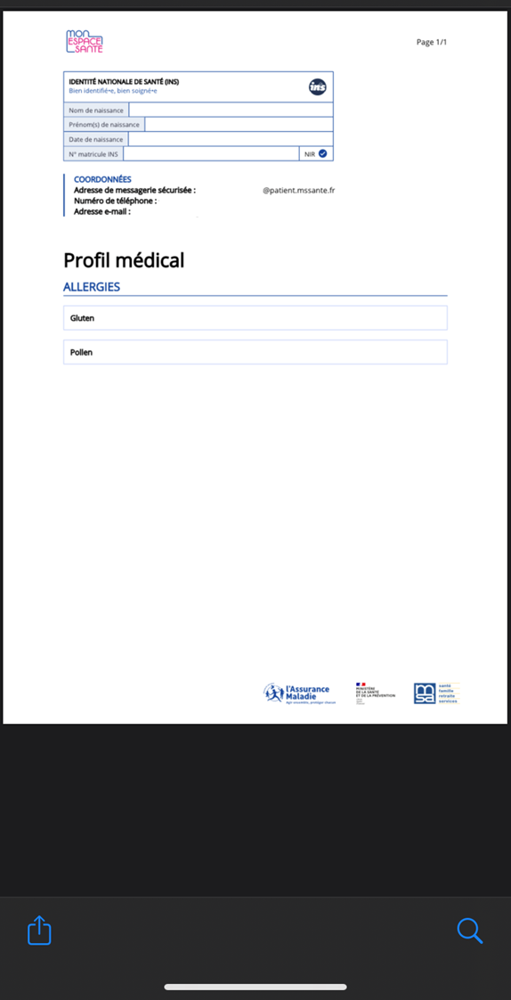 MON
ESPACE
SANTÉ
Page 1/1
IDENTITÉ NATIONALE DE SANTÉ (INS)
Bien identifié•e, bien soigné•e
ins
Nom de naissance
Prénom(s) de naissance
Date de naissance
N° matricule INS
NIR
COORDONNÉES
Adresse de messagerie sécurisée : @patient.mssante.fr
Numéro de téléphone :
Adresse e-mail :
Profil médical
ALLERGIES
Gluten
Pollen
l'Assurance
Maladie
Agir ensemble, protéger chacun
MINISTÈRE
DE LA SANTÉ
ET DE LA PRÉVENTION
msa
santé
famille
retraite
services